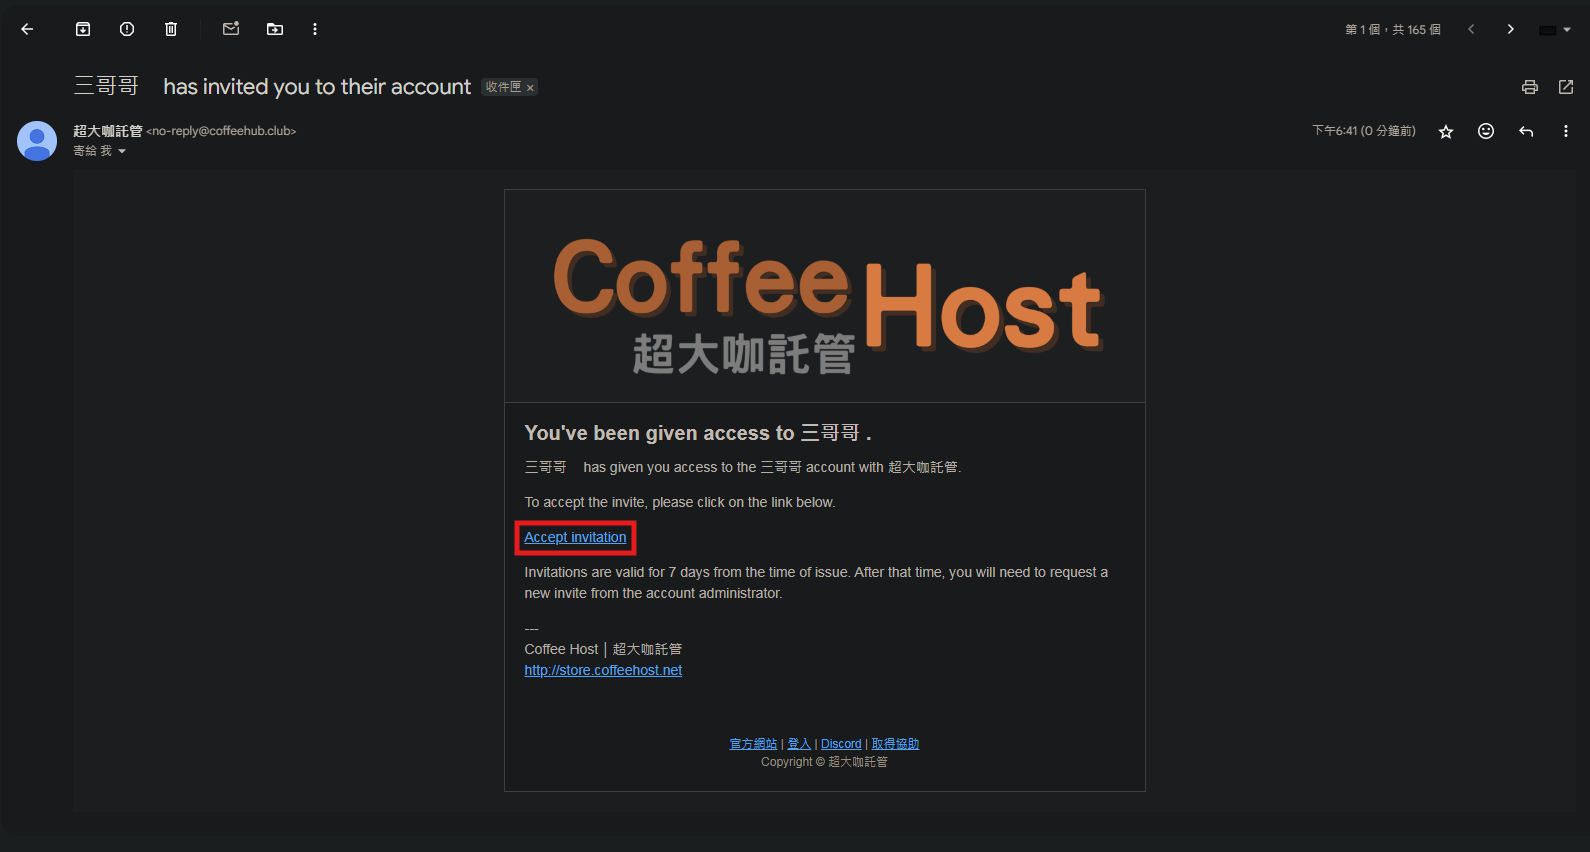 第 1 個，共 165 個
三哥哥 has invited you to their account 收件匣 ×
超大咖託管 <no-reply@coffeehub.club>
下午6:41 (0 分鐘前)
寄給 我
Coffee Host
超大咖託管
You've been given access to 三哥哥 .
三哥哥 has given you access to the 三哥哥 account with 超大咖託管.
To accept the invite, please click on the link below.
Accept invitation
Invitations are valid for 7 days from the time of issue. After that time, you will need to request a
new invite from the account administrator.
---
Coffee Host | 超大咖託管
http://store.coffeehost.net
官方網站 | 登入 | Discord | 取得協助
Copyright © 超大咖託管